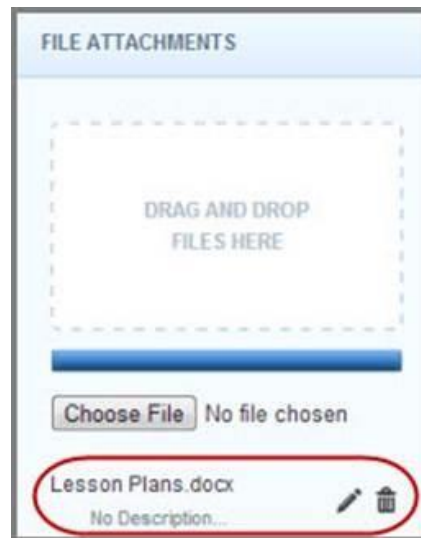 FILE ATTACHMENTS
DRAG AND DROP
FILES HERE
Choose File No file chosen
Lesson Plans.docx
No Description...